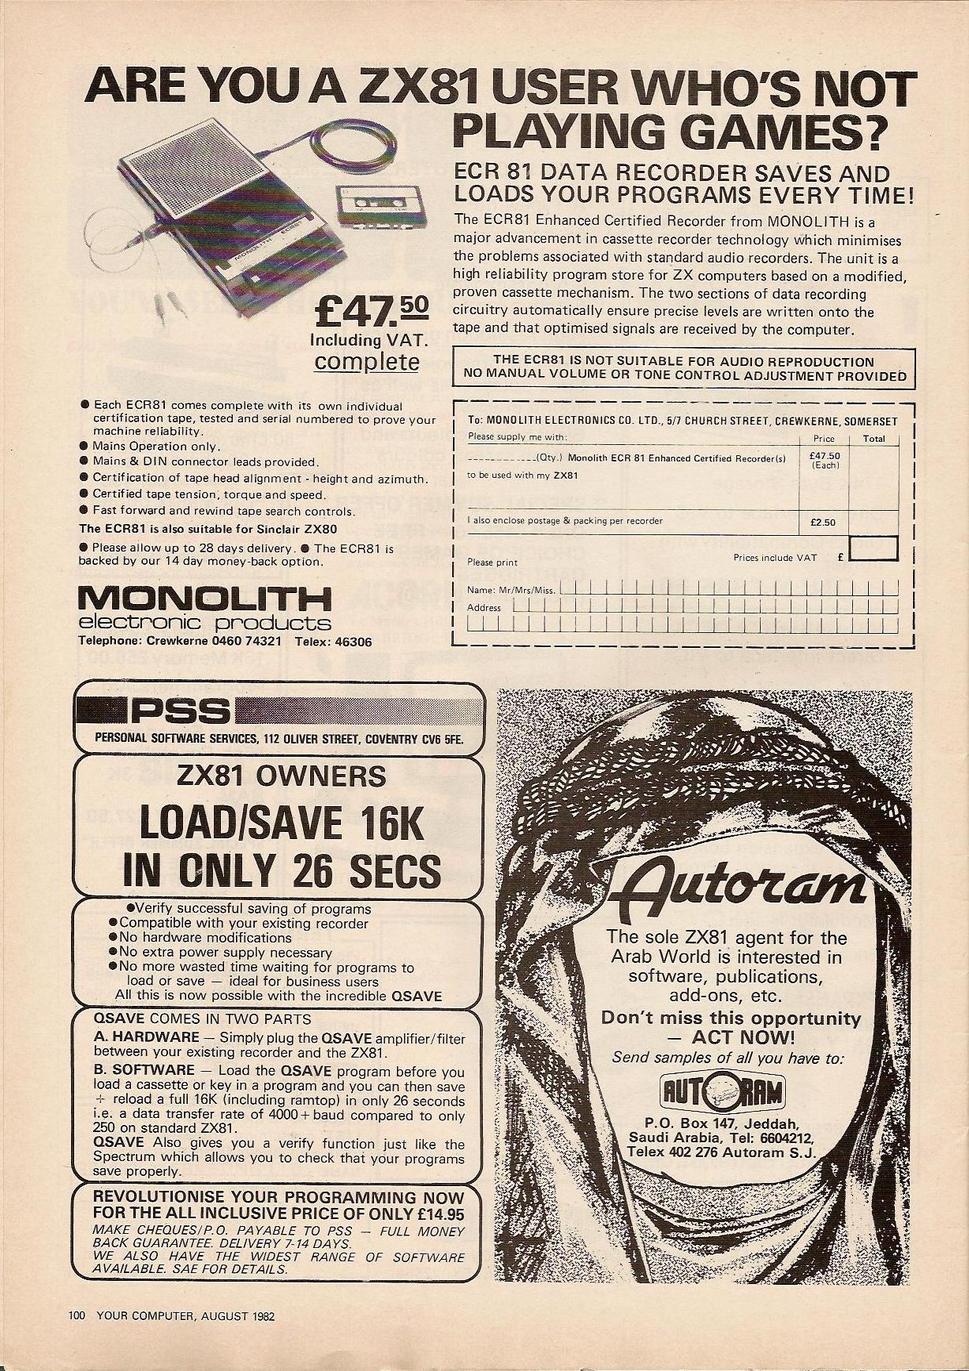 ARE YOU A ZX81 USER WHO'S NOT
PLAYING GAMES?
ECR 81 DATA RECORDER SAVES AND
LOADS YOUR PROGRAMS EVERY TIME!
The ECR81 Enhanced Certified Recorder from MONOLITH is a
major advancement in cassette recorder technology which minimises
the problems associated with standard audio recorders. The unit is a
high reliability program store for ZX computers based on a modified,
proven cassette mechanism. The two sections of data recording
circuitry automatically ensure precise levels are written onto the
tape and that optimised signals are received by the computer.
MONOLITH
£47.50
Including VAT.
complete
THE ECR81 IS NOT SUITABLE FOR AUDIO REPRODUCTION
NO MANUAL VOLUME OR TONE CONTROL ADJUSTMENT PROVIDED
● Each ECR81 comes complete with its own individual
certification tape, tested and serial numbered to prove your
machine reliability.
● Mains Operation only.
● Mains & DIN connector leads provided.
● Certification of tape head alignment - height and azimuth.
● Certified tape tension, torque and speed.
● Fast forward and rewind tape search controls.
The ECR81 is also suitable for Sinclair ZX80
● Please allow up to 28 days delivery. ● The ECR81 is
backed by our 14 day money-back option.
MONOLITH
electronic products
Telephone: Crewkerne 0460 74321 Telex: 46306
To: MONOLITH ELECTRONICS CO. LTD., 5/7 CHURCH STREET, CREWKERNE, SOMERSET
Please supply me with: Price Total
__________(Qty.) Monolith ECR 81 Enhanced Certified Recorder(s) £47.50
(Each)
to be used with my ZX81
I also enclose postage & packing per recorder £2.50
Prices include VAT £
Please print
Name: Mr/Mrs/Miss.
Address
PSS
PERSONAL SOFTWARE SERVICES, 112 OLIVER STREET, COVENTRY CV6 5FE.
ZX81 OWNERS
LOAD/SAVE 16K
IN ONLY 26 SECS
●Verify successful saving of programs
●Compatible with your existing recorder
●No hardware modifications
●No extra power supply necessary
●No more wasted time waiting for programs to
load or save — ideal for business users
All this is now possible with the incredible QSAVE
QSAVE COMES IN TWO PARTS
A. HARDWARE — Simply plug the QSAVE amplifier/filter
between your existing recorder and the ZX81.
B. SOFTWARE — Load the QSAVE program before you
load a cassette or key in a program and you can then save
÷ reload a full 16K (including ramtop) in only 26 seconds
i.e. a data transfer rate of 4000+baud compared to only
250 on standard ZX81.
QSAVE Also gives you a verify function just like the
Spectrum which allows you to check that your programs
save properly.
REVOLUTIONISE YOUR PROGRAMMING NOW
FOR THE ALL INCLUSIVE PRICE OF ONLY £14.95
MAKE CHEQUES/P.O. PAYABLE TO PSS — FULL MONEY
BACK GUARANTEE. DELIVERY 7-14 DAYS.
WE ALSO HAVE THE WIDEST RANGE OF SOFTWARE
AVAILABLE. SAE FOR DETAILS.
Autoram
The sole ZX81 agent for the
Arab World is interested in
software, publications,
add-ons, etc.
Don't miss this opportunity
— ACT NOW!
Send samples of all you have to:
AUTORAM
P.O. Box 147, Jeddah,
Saudi Arabia, Tel: 6604212,
Telex 402 276 Autoram S.J.
100 YOUR COMPUTER, AUGUST 1982